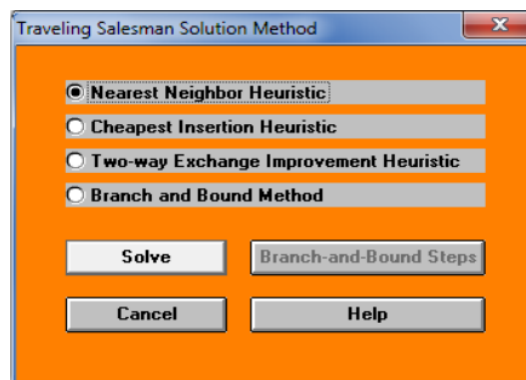 Traveling Salesman Solution Method
Nearest Neighbor Heuristic
Cheapest Insertion Heuristic
Two-way Exchange Improvement Heuristic
Branch and Bound Method
Solve Branch-and-Bound Steps
Cancel Help